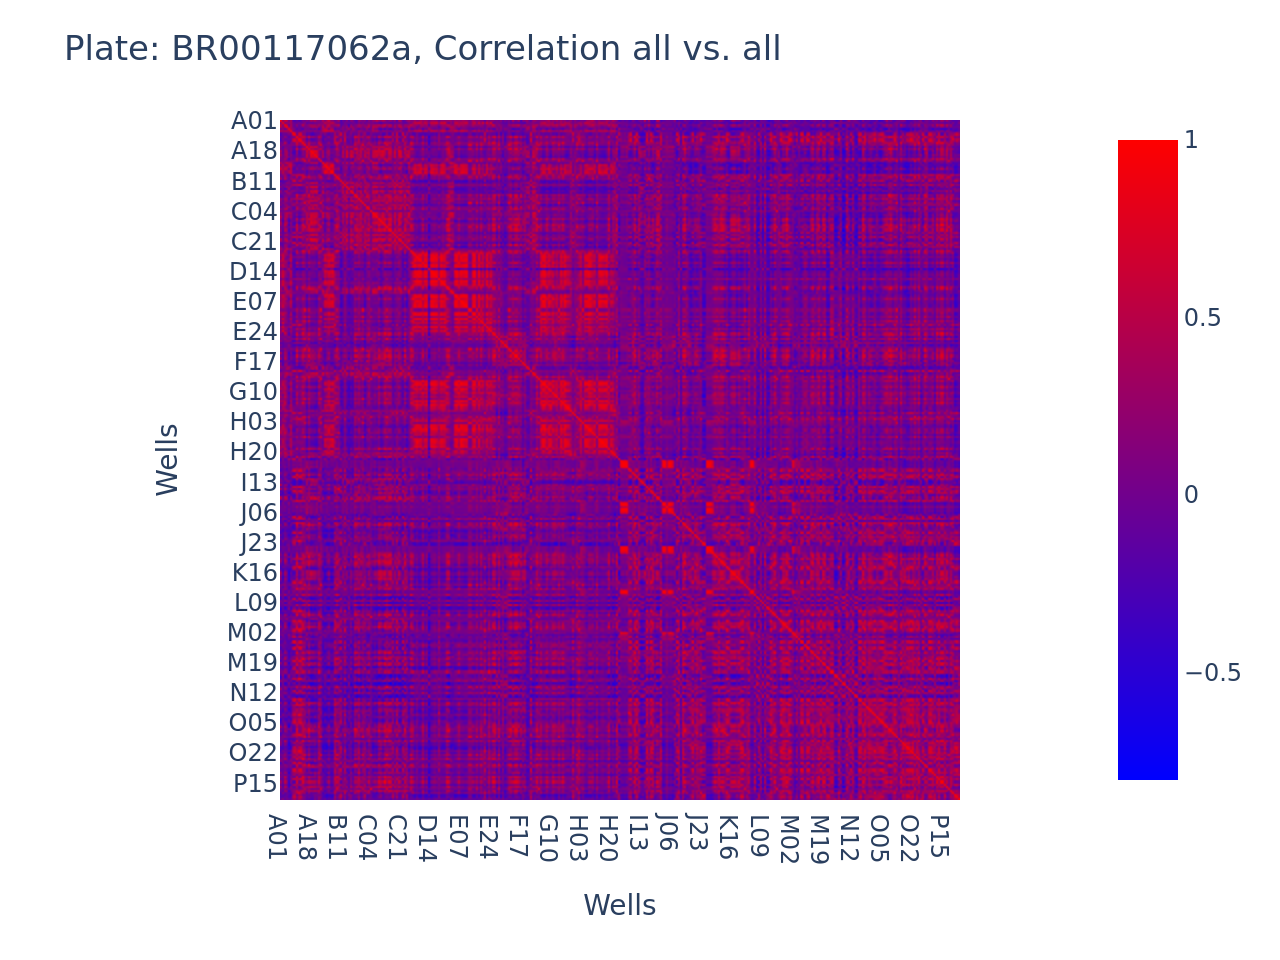 Plate: BR00117062a, Correlation all vs. all
A01
A18
B11
C04
C21
D14
E07
E24
F17
G10
H03
H20
I13
J06
J23
K16
L09
M02
M19
N12
O05
O22
P15
Wells
A01
A18
B11
C04
C21
D14
E07
E24
F17
G10
H03
H20
I13
J06
J23
K16
L09
M02
M19
N12
O05
O22
P15
Wells
1
0.5
0
−0.5